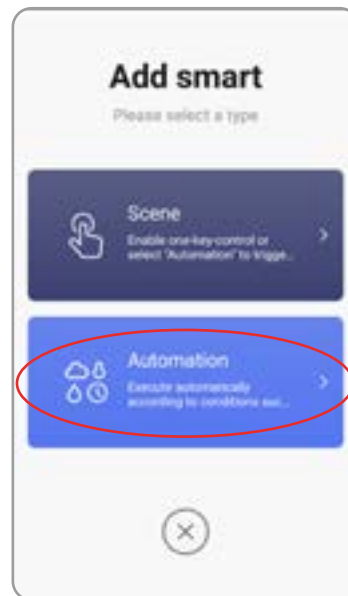 Add smart
Please select a type
Scene
Enable one-key-control or
select "Automation" to trigge...
Automation
Execute automatically
according to conditions suc...